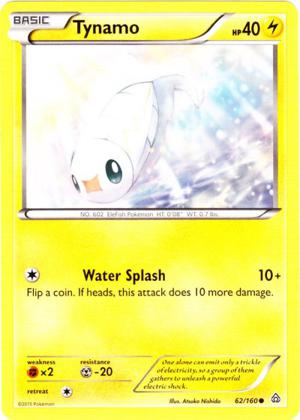 BASIC
Tynamo
HP40
NO. 602 EleFish Pokémon HT: 0'08" WT: 0.7 lbs.
Water Splash 10+
Flip a coin. If heads, this attack does 10 more damage.
weakness
×2
resistance
-20
retreat
One alone can emit only a trickle of
electricity, so a group of them
gathers to unleash a powerful
electric shock.
©2015 Pokémon
Illus. Atsuko Nishida
62/160